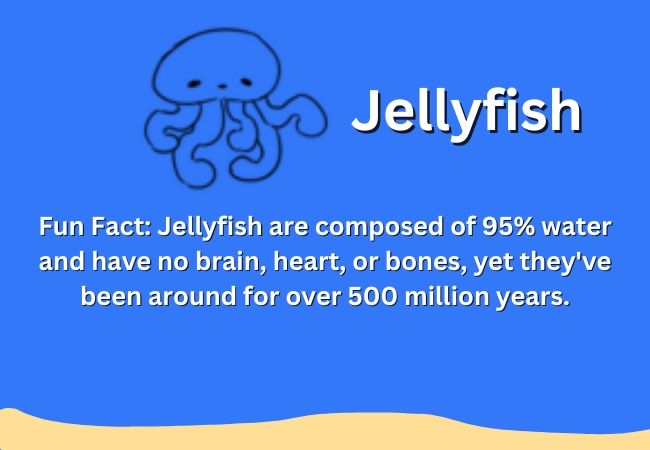 Jellyfish
Fun Fact: Jellyfish are composed of 95% water
and have no brain, heart, or bones, yet they've
been around for over 500 million years.